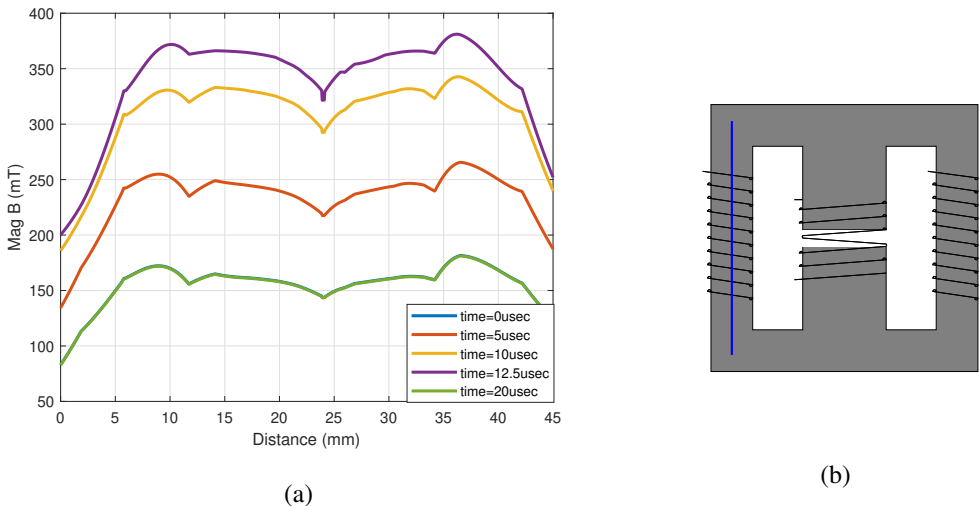 400
350
300
250
200
150
100
50
Mag B (mT)
0 5 10 15 20 25 30 35 40 45
Distance (mm)
time=0usec
time=5usec
time=10usec
time=12.5usec
time=20usec
(a)
(b)